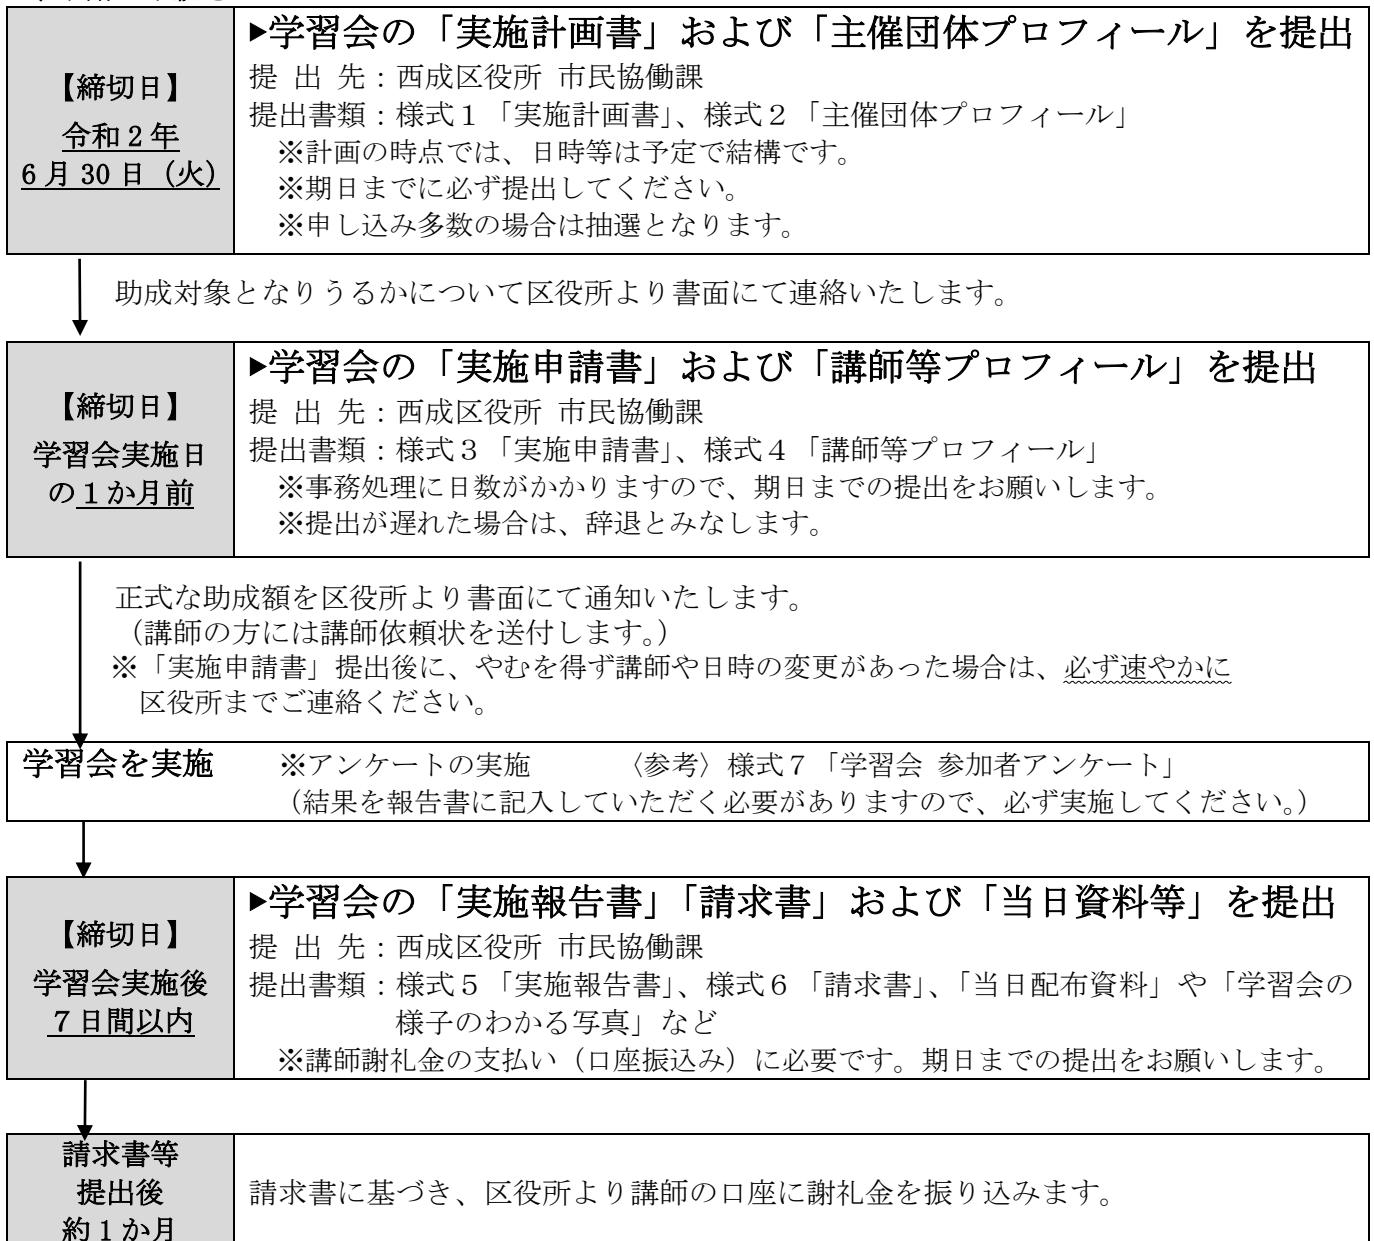 【締切日】
令和２年
6月30日（火）
▶学習会の「実施計画書」および「主催団体プロフィール」を提出
提 出 先：西成区役所 市民協働課
提出書類：様式１「実施計画書」、様式２「主催団体プロフィール」
※計画の時点では、日時等は予定で結構です。
※期日までに必ず提出してください。
※申し込み多数の場合は抽選となります。
助成対象となりうるかについて区役所より書面にて連絡いたします。
【締切日】
学習会実施日
の１か月前
▶学習会の「実施申請書」および「講師等プロフィール」を提出
提 出 先：西成区役所 市民協働課
提出書類：様式３「実施申請書」、様式４「講師等プロフィール」
※事務処理に日数がかかりますので、期日までの提出をお願いします。
※提出が遅れた場合は、辞退とみなします。
正式な助成額を区役所より書面にて通知いたします。
（講師の方には講師依頼状を送付します。）
※「実施申請書」提出後に、やむを得ず講師や日時の変更があった場合は、必ず速やかに
区役所までご連絡ください。
学習会を実施 ※アンケートの実施 〈参考〉様式７「学習会 参加者アンケート」
（結果を報告書に記入していただく必要がありますので、必ず実施してください。）
【締切日】
学習会実施後
７日間以内
▶学習会の「実施報告書」「請求書」および「当日資料等」を提出
提 出 先：西成区役所 市民協働課
提出書類：様式５「実施報告書」、様式６「請求書」、「当日配布資料」や「学習会の
様子のわかる写真」など
※講師謝礼金の支払い（口座振込み）に必要です。期日までの提出をお願いします。
請求書等
提出後
約１か月
請求書に基づき、区役所より講師の口座に謝礼金を振り込みます。